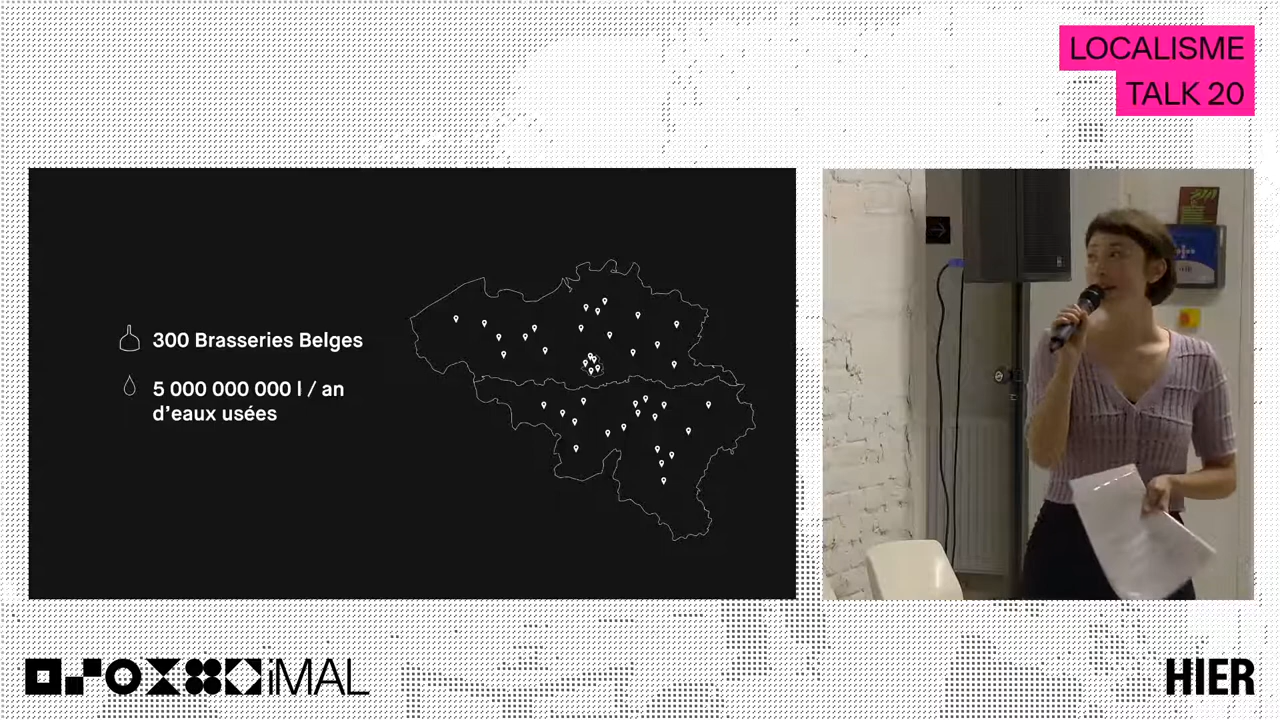 LOCALISME
TALK 20
300 Brasseries Belges
5 000 000 000 l / an
d'eaux usées
iMAL
HIER